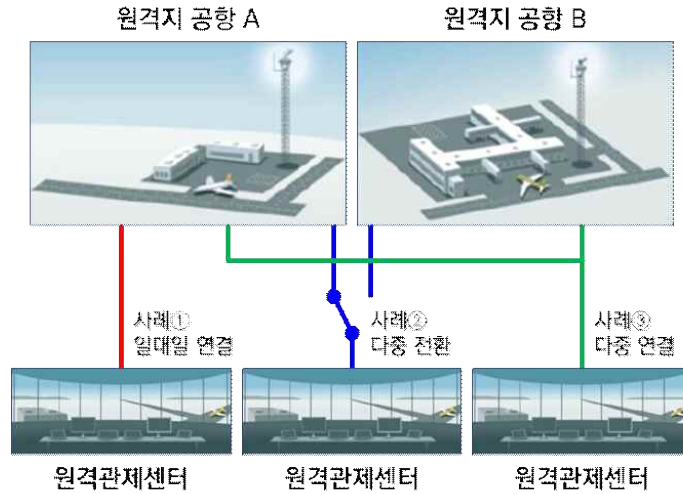 원격지 공항 A
원격지 공항 B
사례①
일대일 연결
사례②
다중 전환
사례③
다중 연결
원격관제센터
원격관제센터
원격관제센터